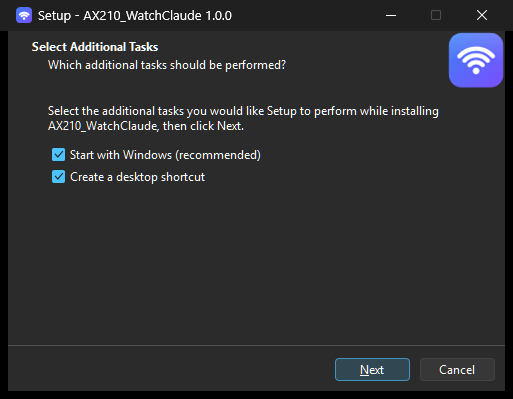 Setup - AX210_WatchClaude 1.0.0
Select Additional Tasks
Which additional tasks should be performed?
Select the additional tasks you would like Setup to perform while installing
AX210_WatchClaude, then click Next.
Start with Windows (recommended)
Create a desktop shortcut
Next
Cancel